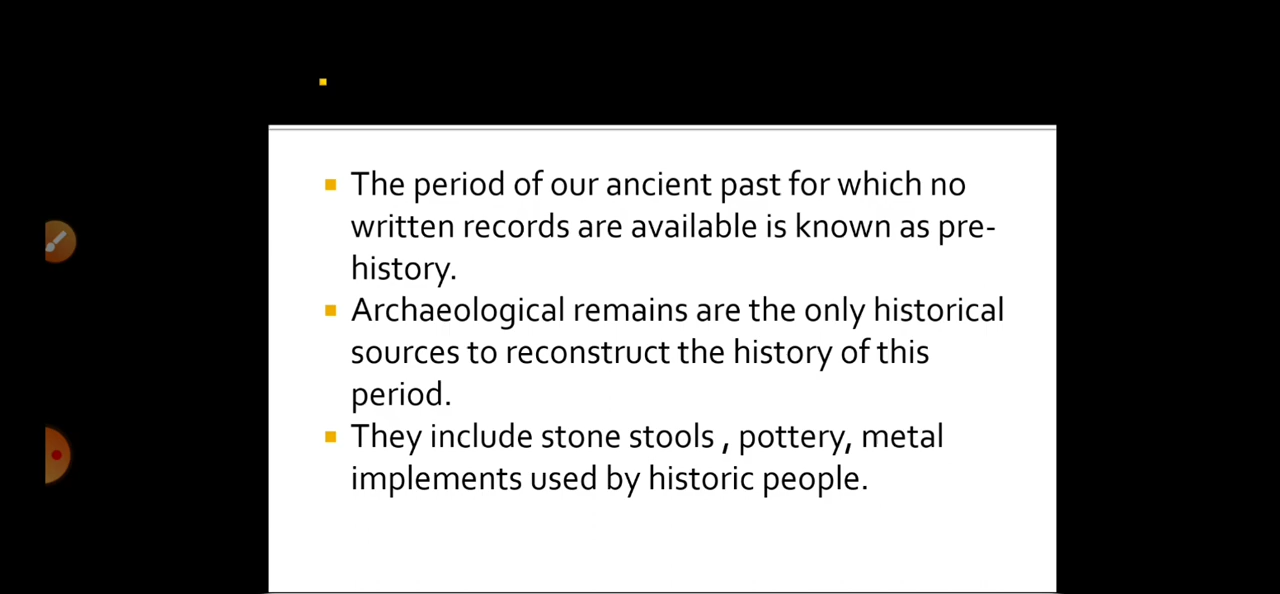 The period of our ancient past for which no
written records are available is known as pre-
history.
Archaeological remains are the only historical
sources to reconstruct the history of this
period.
They include stone stools , pottery, metal
implements used by historic people.